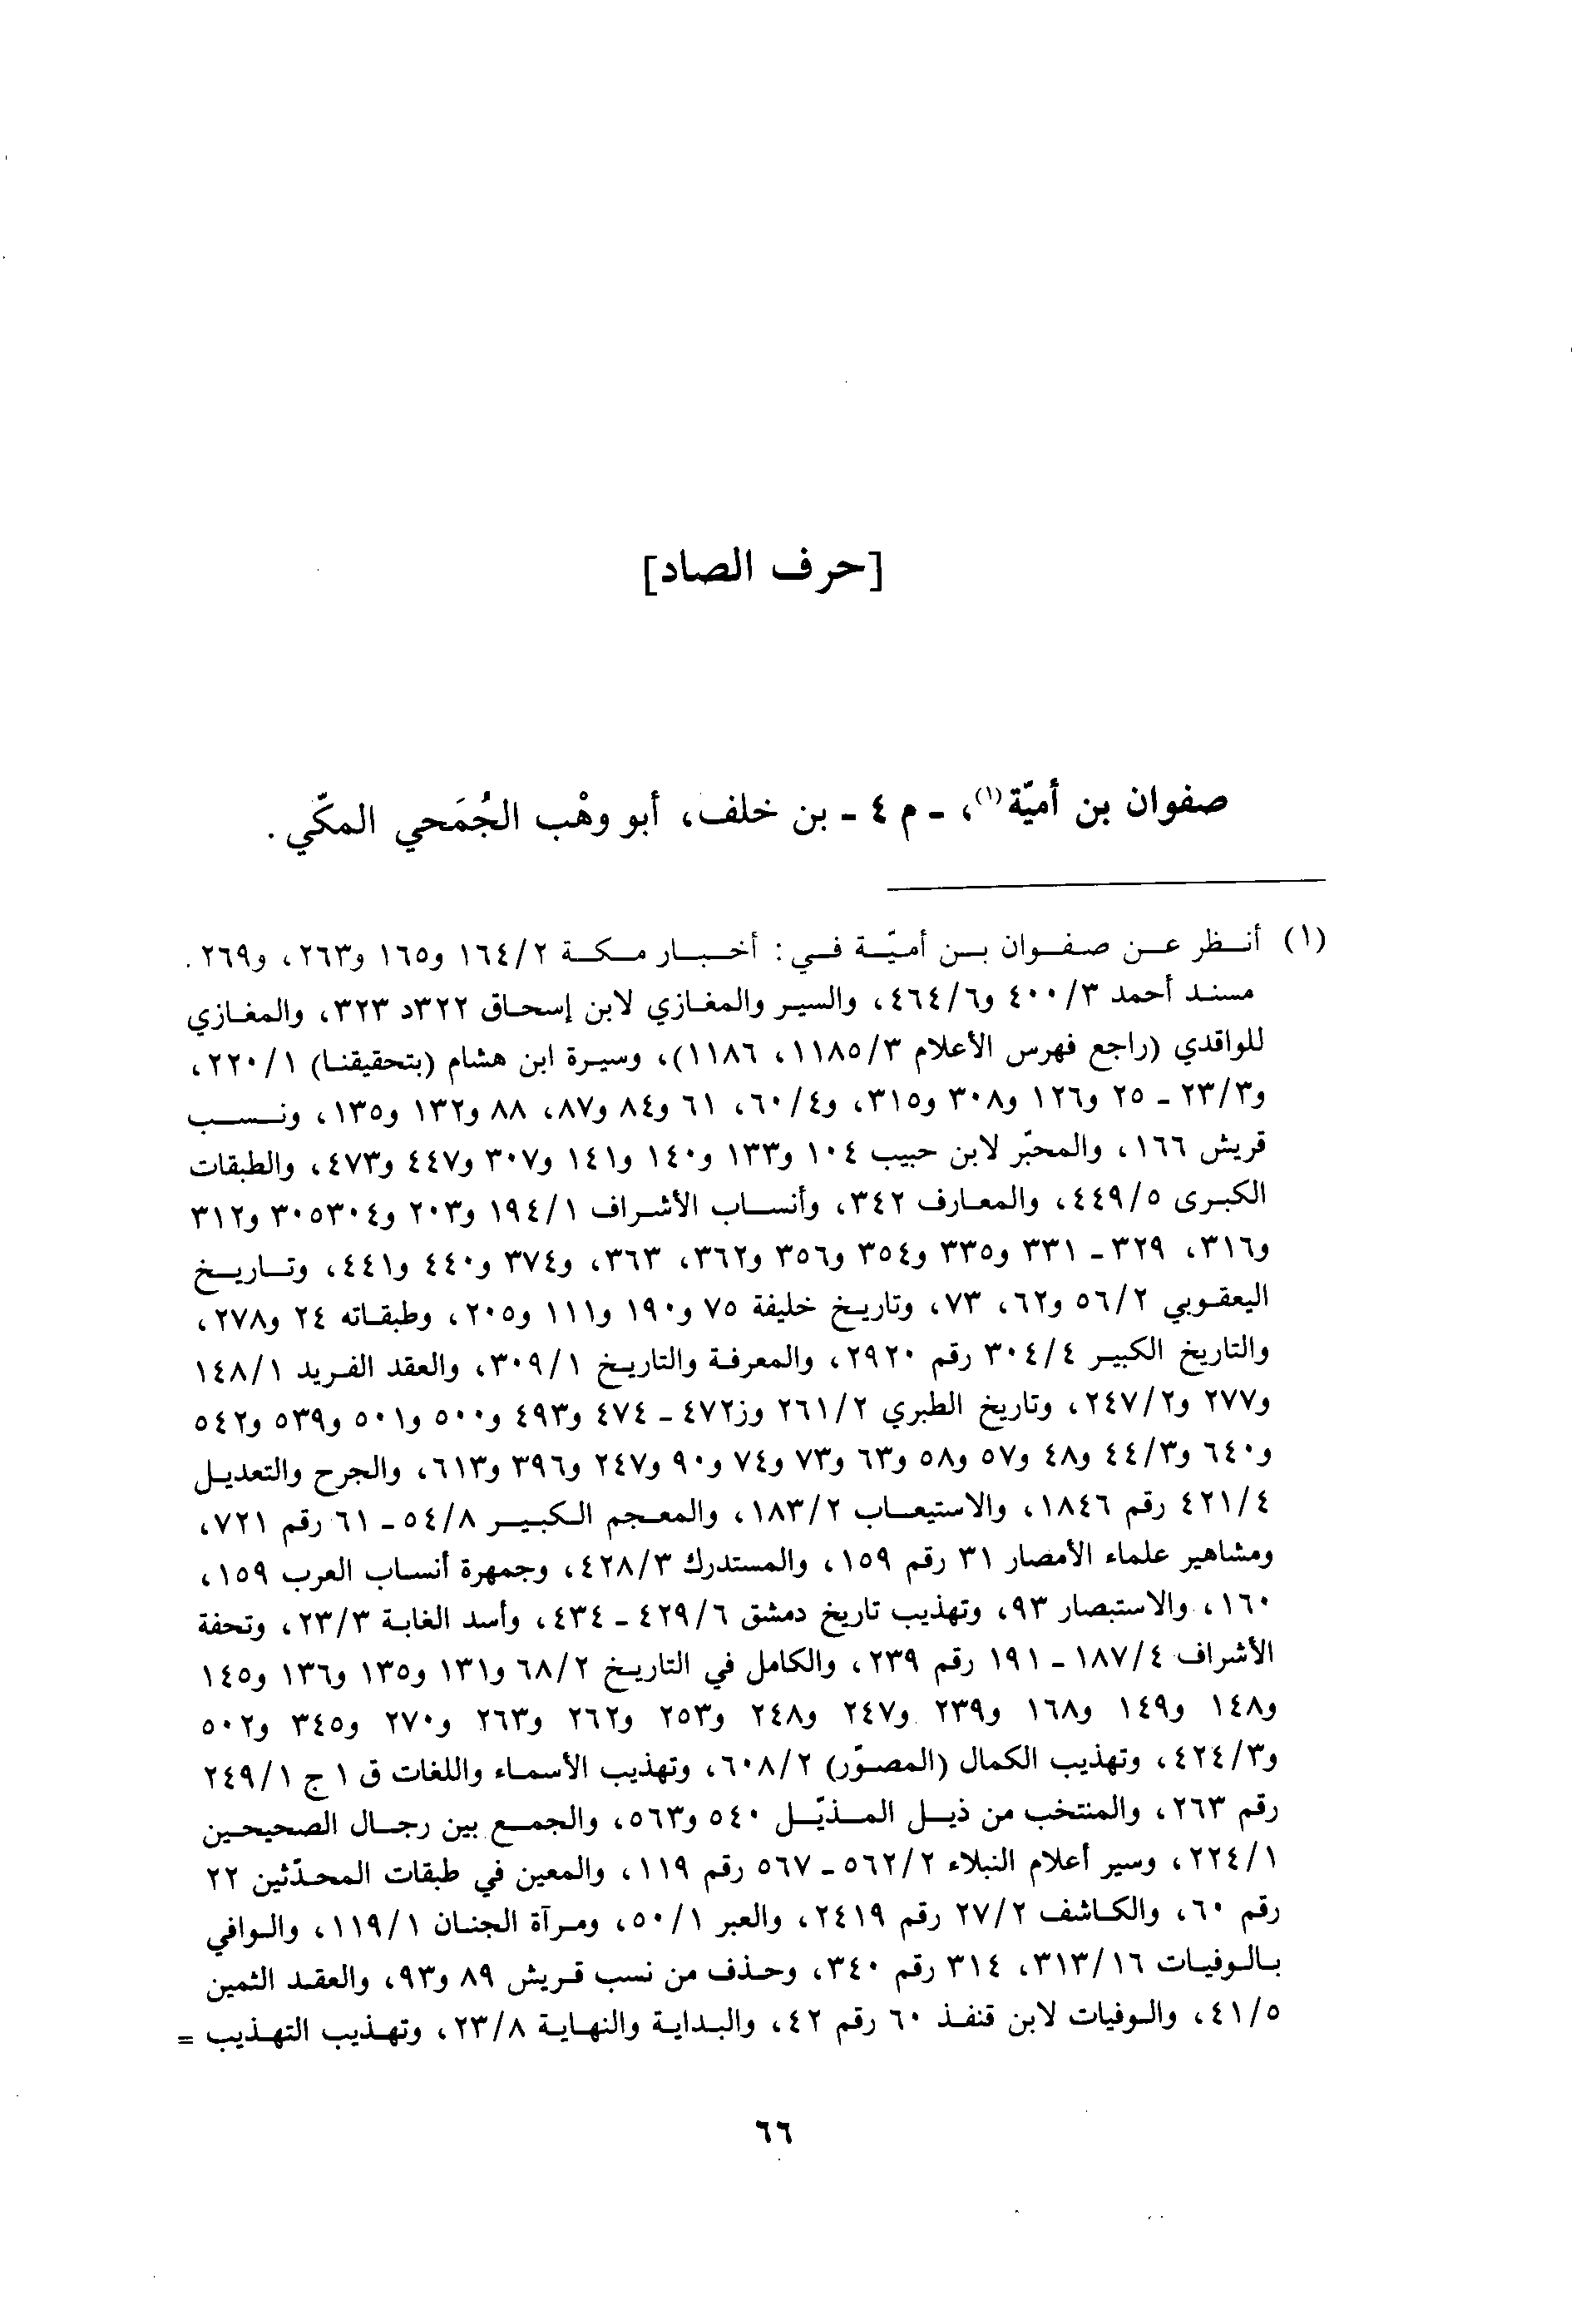 [حرف الصاد]
صفوان بن أميّة(١)، ـ م ٤ ـ بن خلف، أبو وهْب الجُمَحي المكّي.
(١) أنظر عن صفوان بن أميّة في: أخبار مكة ١٦٤/٢ و١٦٥ و٢٦٣، و٢٦٩.
مسند أحمد ٤٠٠/٣ و٤٦٤/٦، والسير والمغازي لابن إسحاق ٣٢٢د ٣٢٣، والمغازي
للواقدي (راجع فهرس الأعلام ١١٨٥/٣، ١١٨٦)، وسيرة ابن هشام (بتحقيقنا) ٢٢٠/١،
و٢٣/٣ ـ ٢٥ و١٢٦ و٣٠٨ و٣١٥، و٦٠/٤، ٦١ و٨٤ و٨٧، ٨٨ و١٣٢ و١٣٥، ونسب
قريش ١٦٦، والمحبّر لابن حبيب ١٠٤ و١٣٣ و١٤٠ و١٤١ و٣٠٧ و٤٤٧ و٤٧٣، والطبقات
الكبرى ٤٤٩/٥، والمعارف ٣٤٢، وأنساب الأشراف ١٩٤/١ و٢٠٣ و٣٠٥٣٠٤ و٣١٢
و٣١٦، ٣٢٩ ـ ٣٣١ و٣٣٥ و٣٥٤ و٣٥٦ و٣٦٢، ٣٦٣، و٣٧٤ و٤٤٠ و٤٤١، وتاريخ
اليعقوبي ٥٦/٢ و٦٢، ٧٣، وتاريخ خليفة ٧٥ و١٩٠ و١١١ و٢٠٥، وطبقاته ٢٤ و٢٧٨،
والتاريخ الكبير ٣٠٤/٤ رقم ٢٩٢٠، والمعرفة والتاريخ ٣٠٩/١، والعقد الفريد ١٤٨/١
و٢٧٧ و٢٤٧/٢، وتاريخ الطبري ٢٦١/٢ وز٤٧٢ ـ ٤٧٤ و٤٩٣ و٥٠٠ و٥٠١ و٥٣٩ و٥٤٢
و٦٤٠ و٤٤/٣ و٤٨ و٥٧ و٥٨ و٦٣ و٧٣ و٧٤ و٩٠ و٢٤٧ و٣٩٦ و٦١٣، والجرح والتعديل
٤٢١/٤ رقم ١٨٤٦، والاستيعاب ١٨٣/٢، والمعجم الكبير ٥٤/٨ ـ ٦١ رقم ٧٢١،
ومشاهير علماء الأمصار ٣١ رقم ١٥٩، والمستدرك ٤٢٨/٣، وجمهرة أنساب العرب ١٥٩،
١٦٠، والاستبصار ٩٣، وتهذيب تاريخ دمشق ٤٢٩/٦ ـ ٤٣٤، وأسد الغابة ٢٣/٣، وتحفة
الأشراف ١٨٧/٤ ـ ١٩١ رقم ٢٣٩، والكامل في التاريخ ٦٨/٢ و١٣١ و١٣٥ و١٣٦ و١٤٥
و١٤٨ و١٤٩ و١٦٨ و٢٣٩ و٢٤٧ و٢٤٨ و٢٥٣ و٢٦٢ و٢٦٣ و٢٧٠ و٣٤٥ و٥٠٢
و٤٢٤/٣، وتهذيب الكمال (المصوّر) ٦٠٨/٢، وتهذيب الأسماء واللغات ق ١ ج ٢٤٩/١
رقم ٢٦٣، والمنتخب من ذيل المذيّل ٥٤٠ و٥٦٣، والجمع بين رجال الصحيحين
٢٢٤/١، وسير أعلام النبلاء ٥٦٢/٢ ـ ٥٦٧ رقم ١١٩، والمعين في طبقات المحدّثين ٢٢
رقم ٦٠، والكاشف ٢٧/٢ رقم ٢٤١٩، والعبر ٥٠/١، ومرآة الجنان ١١٩/١، والوافي
بالوفيات ٣١٣/١٦، ٣١٤ رقم ٣٤٠، وحذف من نسب قريش ٨٩ و٩٣، والعقد الثمين
٤١/٥، والوفيات لابن قنفذ ٦٠ رقم ٤٢، والبداية والنهاية ٢٣/٨، وتهذيب التهذيب =
٦٦